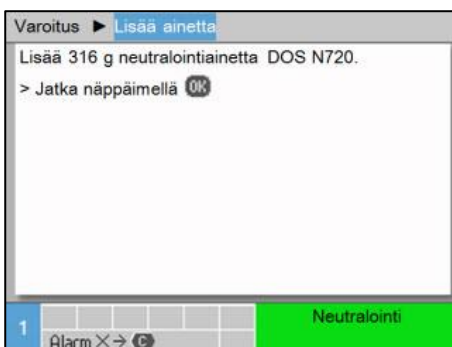 Varoitus ▶ Lisää ainetta
Lisää 316 g neutralointiainetta DOS N720.
> Jatka näppäimellä OK
1
Neutralointi
Alarm X → C